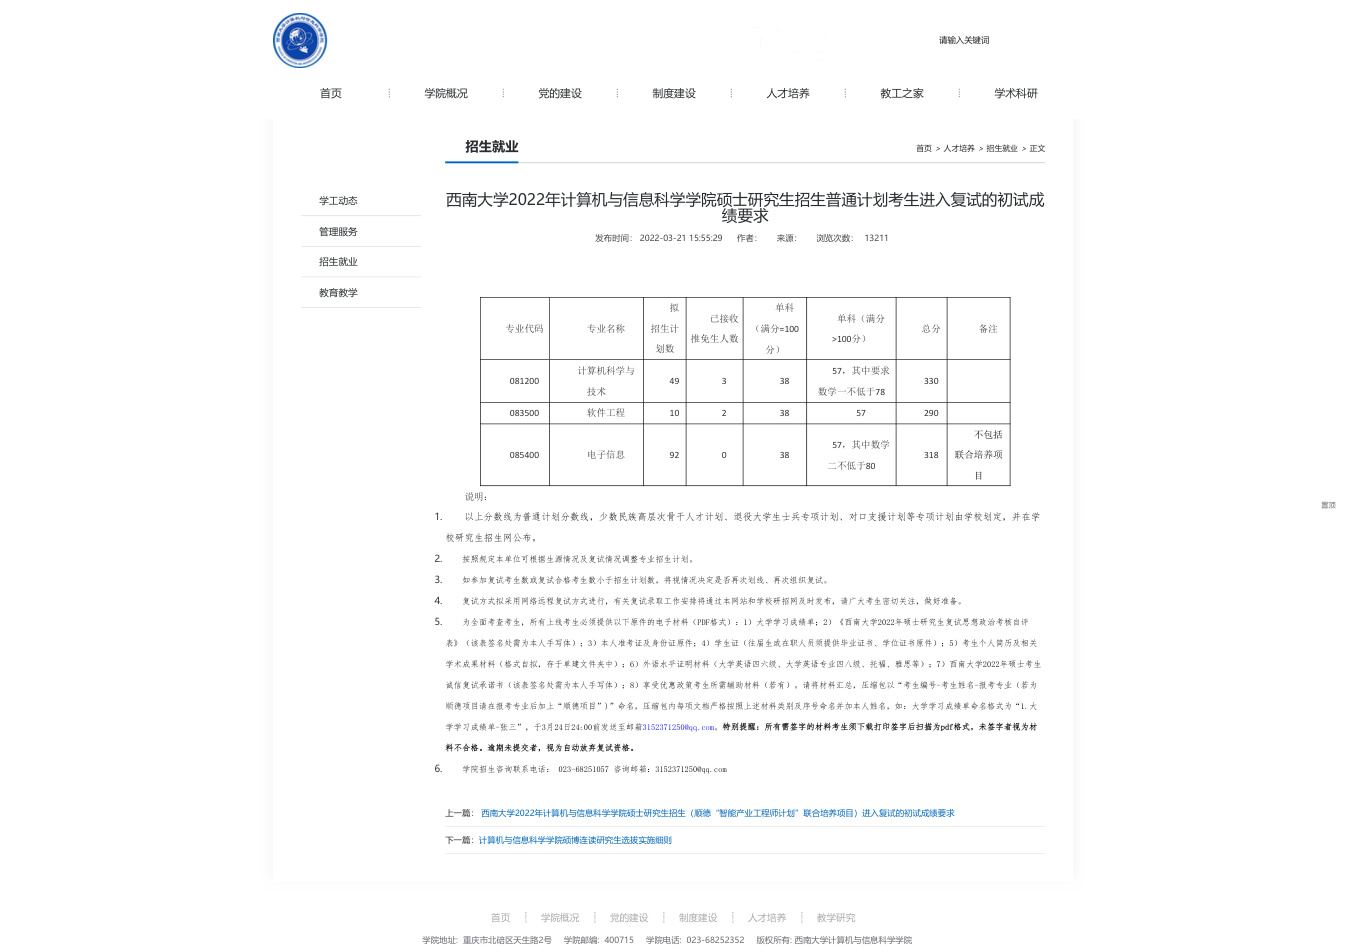 请输入关键词
首页
学院概况
党的建设
制度建设
人才培养
教工之家
学术科研
招生就业
首页 > 人才培养 > 招生就业 > 正文
学工动态
管理服务
招生就业
教育教学
西南大学2022年计算机与信息科学学院硕士研究生招生普通计划考生进入复试的初试成
绩要求
发布时间： 2022-03-21 15:55:29 作者： 来源： 浏览次数： 13211
专业代码 专业名称 拟招生计划数 已接收推免生人数 单科（满分=100分） 单科（满分>100分） 总分 备注
081200 计算机科学与技术 49 3 38 57，其中要求数学一不低于78 330
083500 软件工程 10 2 38 57 290
085400 电子信息 92 0 38 57，其中数学二不低于80 318 不包括联合培养项目
说明：
1. 以上分数线为普通计划分数线，少数民族高层次骨干人才计划、退役大学生士兵专项计划、对口支援计划等专项计划由学校划定，并在学
校研究生招生网公布。
2. 按照规定本单位可根据生源情况及复试情况调整专业招生计划。
3. 如参加复试考生数或复试合格考生数小于招生计划数，将视情况决定是否再次划线、再次组织复试。
4. 复试方式拟采用网络远程复试方式进行，有关复试录取工作安排将通过本网站和学校研招网及时发布，请广大考生密切关注，做好准备。
5. 为全面考查考生，所有上线考生必须提供以下原件的电子材料（PDF格式）：1）大学学习成绩单；2）《西南大学2022年硕士研究生复试思想政治考核自评
表》（该表签名处需为本人手写体）；3）本人准考证及身份证原件；4）学生证（往届生或在职人员须提供毕业证书、学位证书原件）；5）考生个人简历及相关
学术成果材料（格式自拟，存于单建文件夹中）；6）外语水平证明材料（大学英语四六级、大学英语专业四八级、托福、雅思等）；7）西南大学2022年硕士考生
诚信复试承诺书（该表签名处需为本人手写体）；8）享受优惠政策考生所需辅助材料（若有）。请将材料汇总，压缩包以“考生编号-考生姓名-报考专业（若为
顺德项目请在报考专业后加上“顺德项目”)”命名，压缩包内每项文档严格按照上述材料类别及序号命名并加本人姓名，如：大学学习成绩单命名格式为“1.大
学学习成绩单-张三”，于3月24日24:00前发送至邮箱3152371250@qq.com。特别提醒：所有需签字的材料考生须下载打印签字后扫描为pdf格式，未签字者视为材
料不合格。逾期未提交者，视为自动放弃复试资格。
6. 学院招生咨询联系电话： 023-68251057 咨询邮箱：3152371250@qq.com
上一篇： 西南大学2022年计算机与信息科学学院硕士研究生招生（顺德“智能产业工程师计划”联合培养项目）进入复试的初试成绩要求
下一篇： 计算机与信息科学学院硕博连读研究生选拔实施细则
置顶
首页
学院概况
党的建设
制度建设
人才培养
教学研究
学院地址: 重庆市北碚区天生路2号 学院邮编: 400715 学院电话: 023-68252352 版权所有: 西南大学计算机与信息科学学院